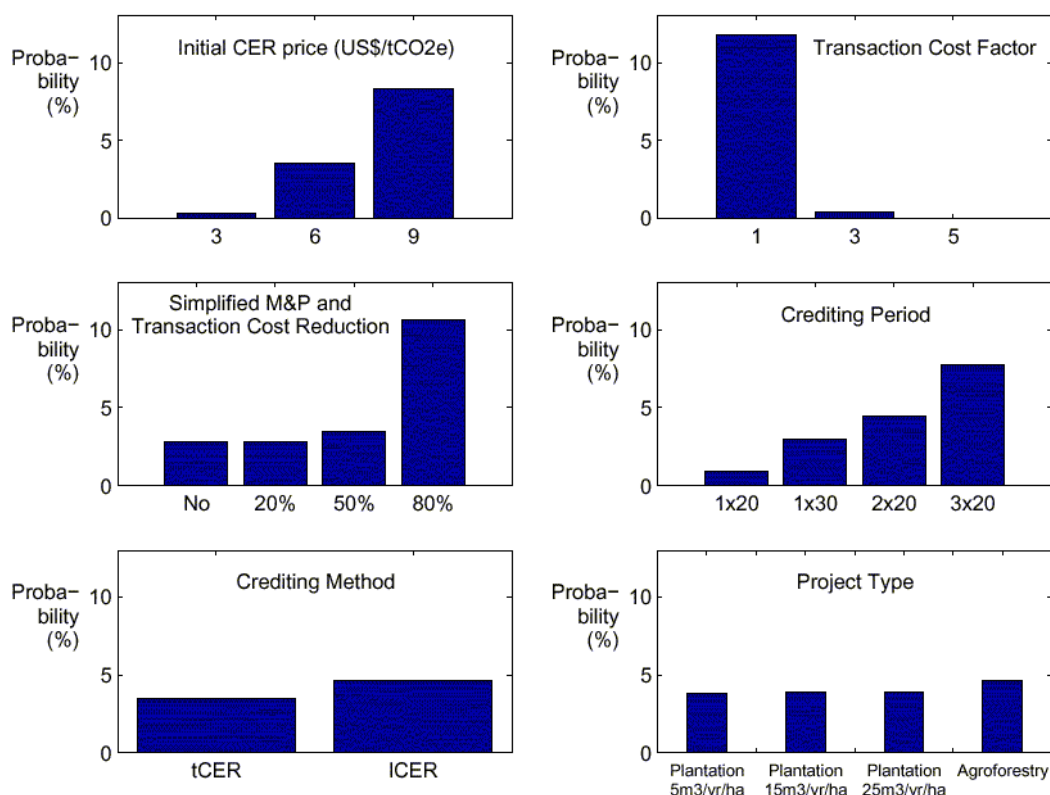 Initial CER price (US$/tCO2e)
Proba-
bility
(%)
10
5
0
3 6 9
Transaction Cost Factor
Proba-
bility
(%)
10
5
0
1 3 5
Simplified M&P and
Transaction Cost Reduction
Proba-
bility
(%)
10
5
0
No 20% 50% 80%
Crediting Period
Proba-
bility
(%)
10
5
0
1x20 1x30 2x20 3x20
Crediting Method
Proba-
bility
(%)
10
5
0
tCER lCER
Project Type
Proba-
bility
(%)
10
5
0
Plantation Plantation Plantation Agroforestry
5m3/yr/ha 15m3/yr/ha 25m3/yr/ha